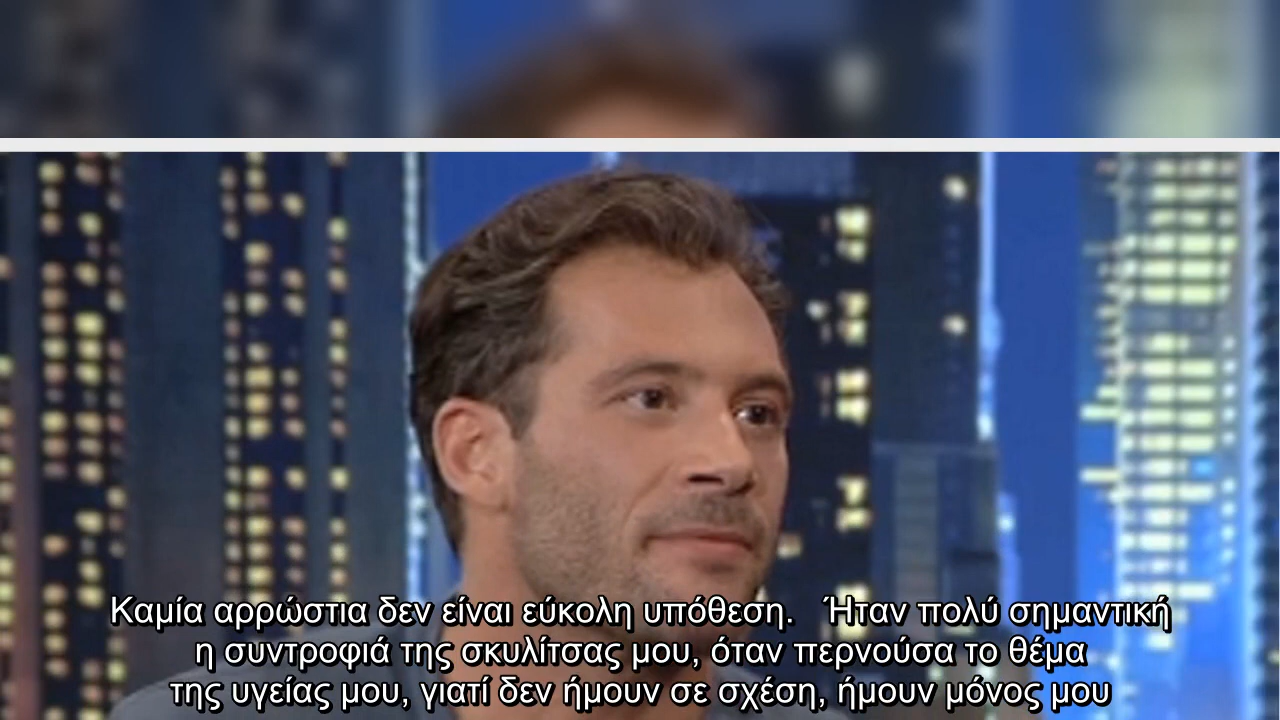 Καμία αρρώστια δεν είναι εύκολη υπόθεση.   Ήταν πολύ σημαντική
η συντροφιά της σκυλίτσας μου, όταν περνούσα το θέμα
της υγείας μου, γιατί δεν ήμουν σε σχέση, ήμουν μόνος μου